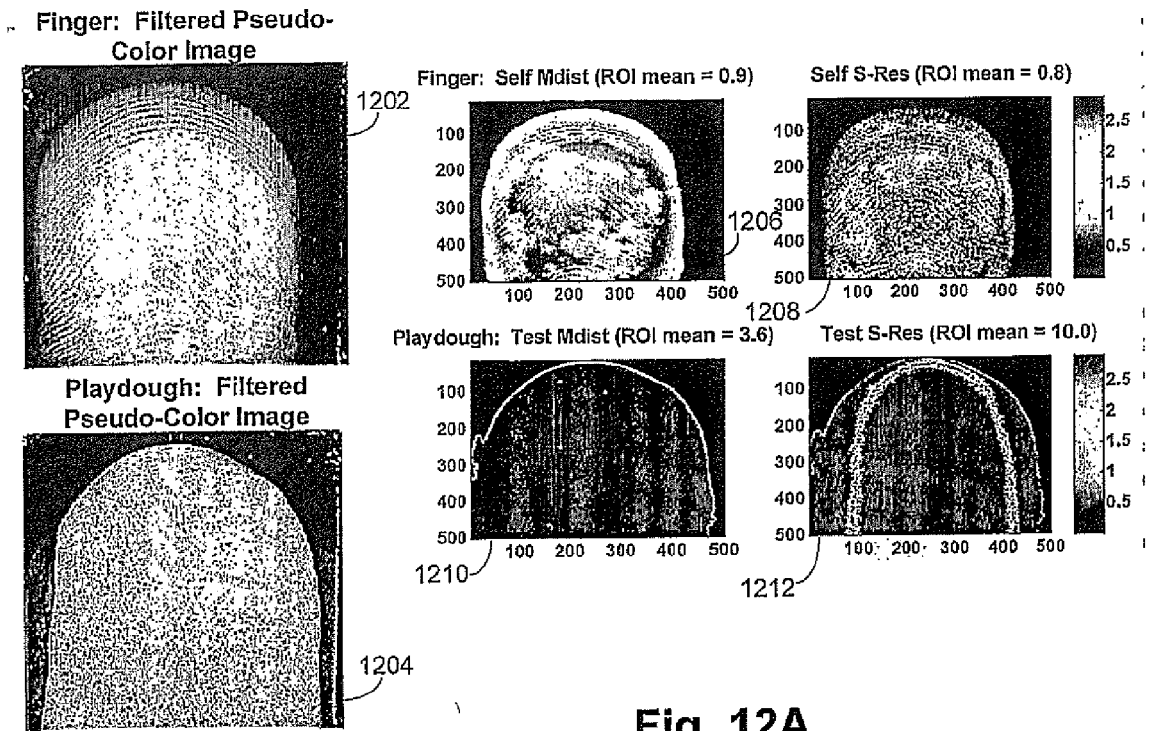 Finger: Filtered Pseudo-
Color Image
1202
Finger: Self Mdist (ROI mean = 0.9)
100
200
300
400
500
100 200 300 400 500
1206
Self S-Res (ROI mean = 0.8)
100
200
300
400
500
100 200 300 400 500
1208
2.5
2
1.5
1
0.5
Playdough: Filtered
Pseudo-Color Image
1204
Playdough: Test Mdist (ROI mean = 3.6)
100
200
300
400
500
100 200 300 400 500
1210
Test S-Res (ROI mean = 10.0)
100
200
300
400
500
100 200 300 400 500
1212
2.5
2
1.5
1
0.5
Fig. 12A